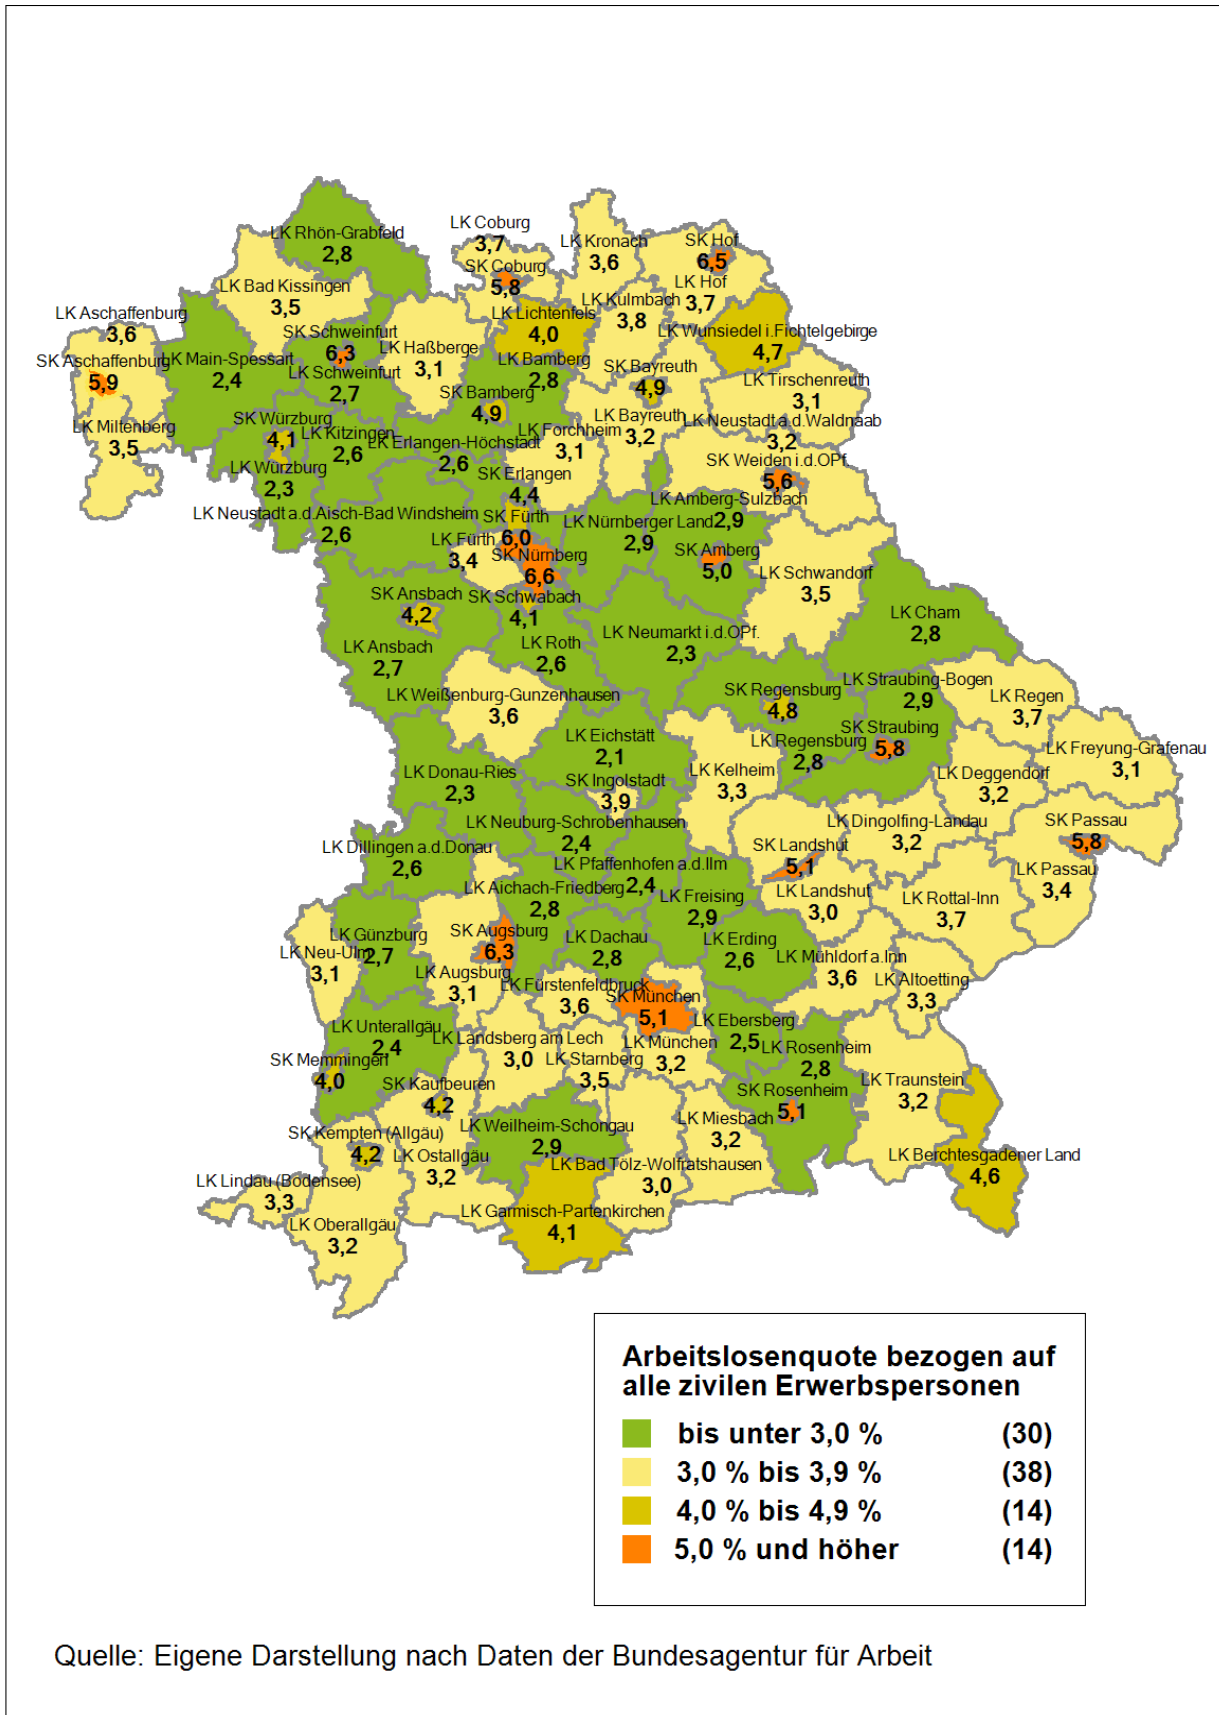 LK Rhön-Grabfeld
2,8
LK Coburg
3,7
LK Kronach
3,6
SK Hof
6,5
SK Coburg
5,8
LK Hof
3,7
LK Bad Kissingen
3,5
LK Kulmbach
3,8
LK Aschaffenburg
3,6
LK Lichtenfels
4,0
LK Wunsiedel i.Fichtelgebirge
4,7
SK Schweinfurt
6,3
LK Haßberge
3,1
SK Aschaffenburg
5,9
LK Main-Spessart
2,4
LK Schweinfurt
2,7
LK Bamberg
2,8
SK Bayreuth
4,9
LK Tirschenreuth
3,1
SK Bamberg
4,9
LK Miltenberg
3,5
SK Würzburg
4,1
LK Kitzingen
2,6
LK Bayreuth
3,2
LK Neustadt a.d.Waldnaab
3,2
LK Forchheim
3,1
LK Erlangen-Höchstadt
2,6
LK Würzburg
2,3
SK Weiden i.d.OPf.
5,6
SK Erlangen
4,4
LK Amberg-Sulzbach
2,9
LK Neustadt a.d.Aisch-Bad Windsheim
2,6
SK Fürth
6,0
LK Nürnberger Land
2,9
LK Fürth
3,4
SK Nürnberg
6,6
SK Amberg
5,0
LK Schwandorf
3,5
SK Ansbach
4,2
SK Schwabach
4,1
LK Cham
2,8
LK Ansbach
2,7
LK Roth
2,6
LK Neumarkt i.d.OPf.
2,3
LK Weißenburg-Gunzenhausen
3,6
SK Regensburg
4,8
LK Straubing-Bogen
2,9
LK Regen
3,7
SK Straubing
5,8
LK Eichstätt
2,1
LK Regensburg
2,8
LK Freyung-Grafenau
3,1
LK Donau-Ries
2,3
SK Ingolstadt
3,9
LK Kelheim
3,3
LK Deggendorf
3,2
LK Neuburg-Schrobenhausen
2,4
LK Dingolfing-Landau
3,2
SK Passau
5,8
LK Dillingen a.d.Donau
2,6
SK Landshut
5,1
LK Pfaffenhofen a.d.Ilm
2,4
LK Passau
3,4
LK Aichach-Friedberg
2,8
LK Freising
2,9
LK Landshut
3,0
LK Rottal-Inn
3,7
LK Günzburg
2,7
SK Augsburg
6,3
LK Dachau
2,8
LK Erding
2,6
LK Neu-Ulm
3,1
LK Mühldorf a.Inn
3,6
LK Augsburg
3,1
LK Altoetting
3,3
LK Fürstenfeldbruck
3,6
SK München
5,1
LK Unterallgäu
2,4
LK Landsberg am Lech
3,0
LK Ebersberg
2,5
LK München
3,2
LK Rosenheim
2,8
LK Starnberg
3,5
SK Memmingen
4,0
LK Traunstein
3,2
SK Kaufbeuren
4,2
SK Rosenheim
5,1
LK Miesbach
3,2
LK Weilheim-Schongau
2,9
SK Kempten (Allgäu)
4,2
LK Ostallgäu
3,2
LK Bad Tölz-Wolfratshausen
3,0
LK Berchtesgadener Land
4,6
LK Lindau (Bodensee)
3,3
LK Garmisch-Partenkirchen
4,1
LK Oberallgäu
3,2
Arbeitslosenquote bezogen auf
alle zivilen Erwerbspersonen
bis unter 3,0 % (30)
3,0 % bis 3,9 % (38)
4,0 % bis 4,9 % (14)
5,0 % und höher (14)
Quelle: Eigene Darstellung nach Daten der Bundesagentur für Arbeit